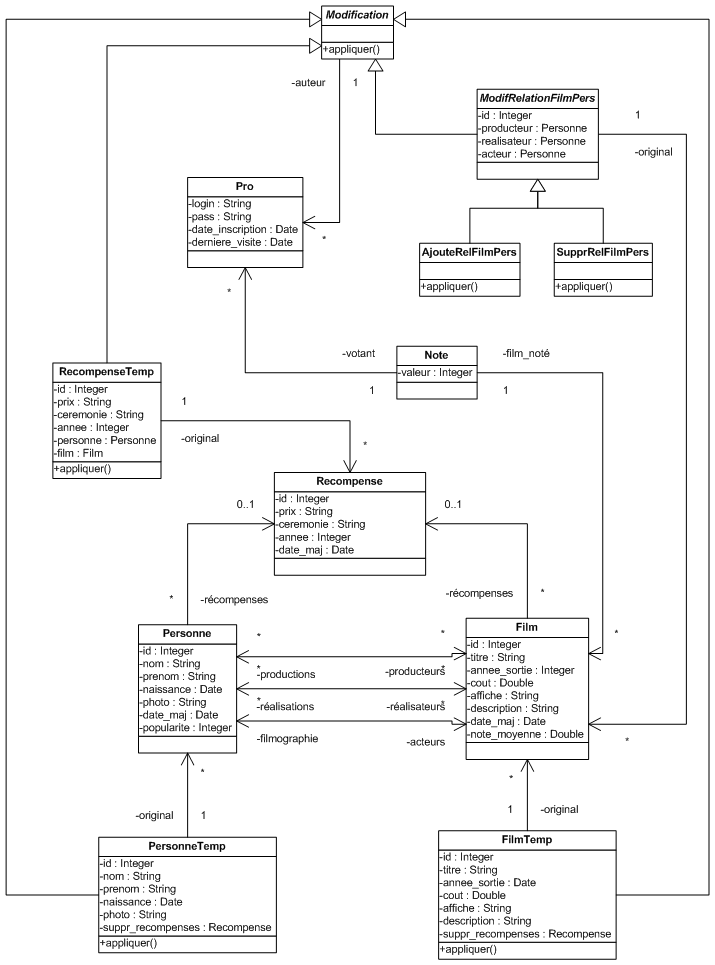 Modification
+appliquer()
-auteur
1
ModifRelationFilmPers
-id : Integer
-producteur : Personne
-realisateur : Personne
-acteur : Personne
1
-original
Pro
-login : String
-pass : String
-date_inscription : Date
-derniere_visite : Date
*
*
AjouteRelFilmPers
+appliquer()
SupprRelFilmPers
+appliquer()
-votant
1
Note
-valeur : Integer
-film_noté
1
RecompenseTemp
-id : Integer
-prix : String
-ceremonie : String
-annee : Integer
-personne : Personne
-film : Film
+appliquer()
1
-original
*
Recompense
-id : Integer
-prix : String
-ceremonie : String
-annee : Integer
-date_maj : Date
0..1
0..1
*
-récompenses
-récompenses
*
Personne
-id : Integer
-nom : String
-prenom : String
-naissance : Date
-photo : String
-date_maj : Date
-popularite : Integer
*
*
*
-productions
-producteurs
*
*
-réalisations
-réalisateurs
*
-filmographie
-acteurs
Film
-id : Integer
-titre : String
-annee_sortie : Integer
-cout : Double
-affiche : String
-description : String
-date_maj : Date
-note_moyenne : Double
*
*
*
-original
1
*
1
-original
PersonneTemp
-id : Integer
-nom : String
-prenom : String
-naissance : Date
-photo : String
-suppr_recompenses : Recompense
+appliquer()
FilmTemp
-id : Integer
-titre : String
-annee_sortie : Date
-cout : Double
-affiche : String
-description : String
-suppr_recompenses : Recompense
+appliquer()